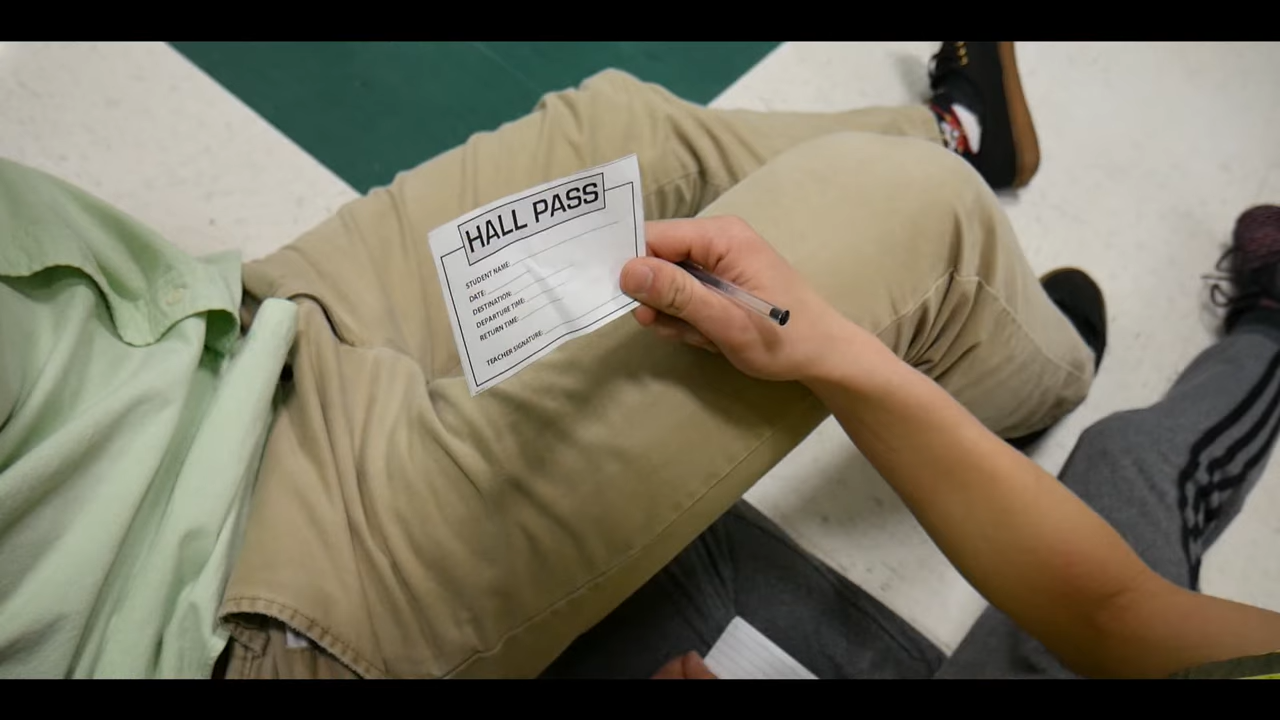 HALL PASS
STUDENT NAME:
DATE:
DESTINATION:
DEPARTURE TIME:
RETURN TIME:
TEACHER SIGNATURE: